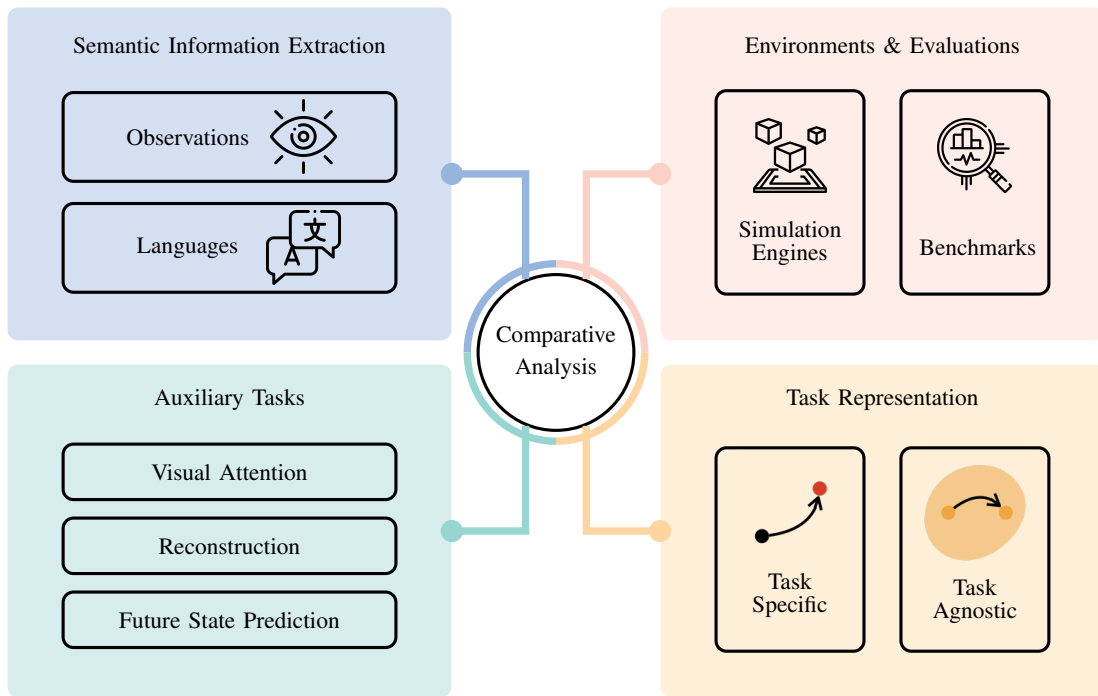 Semantic Information Extraction
Observations
Languages
文
A
Environments & Evaluations
Simulation
Engines
Benchmarks
Comparative
Analysis
Auxiliary Tasks
Visual Attention
Reconstruction
Future State Prediction
Task Representation
Task
Specific
Task
Agnostic